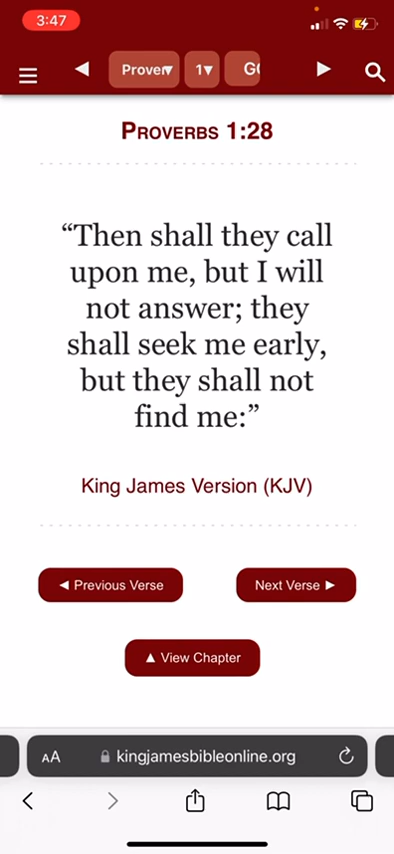 3:47
Prover▾ 1▾ G
PROVERBS 1:28
“Then shall they call
upon me, but I will
not answer; they
shall seek me early,
but they shall not
find me:”
King James Version (KJV)
◄ Previous Verse Next Verse ►
▲ View Chapter
AA kingjamesbibleonline.org